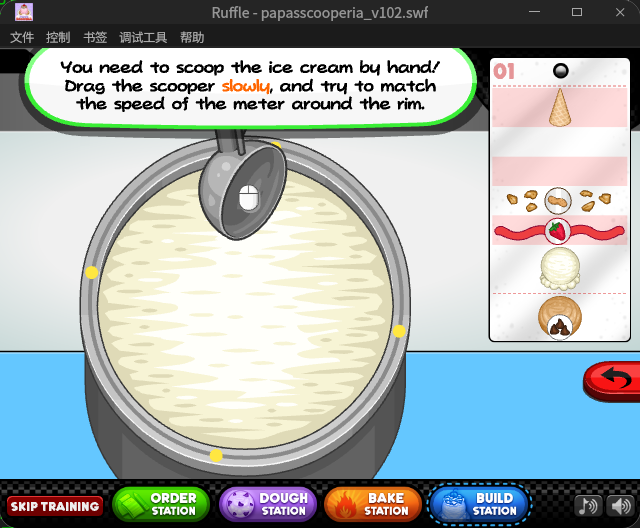 Ruffle - papasscooperia_v102.swf
文件 控制 书签 调试工具 帮助
You need to scoop the ice cream by hand!
Drag the scooper slowly, and try to match
the speed of the meter around the rim.
01
SKIP TRAINING
ORDER
STATION
DOUGH
STATION
BAKE
STATION
BUILD
STATION